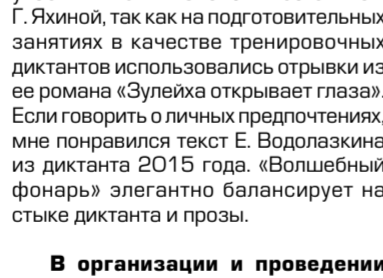 Г. Яхиной, так как на подготовительных
занятиях в качестве тренировочных
диктантов использовались отрывки из
ее романа «Зулейха открывает глаза».
Если говорить о личных предпочтениях,
мне понравился текст Е. Водолазкина
из диктанта 2015 года. «Волшебный
фонарь» элегантно балансирует на
стыке диктанта и прозы.
В организации и проведении